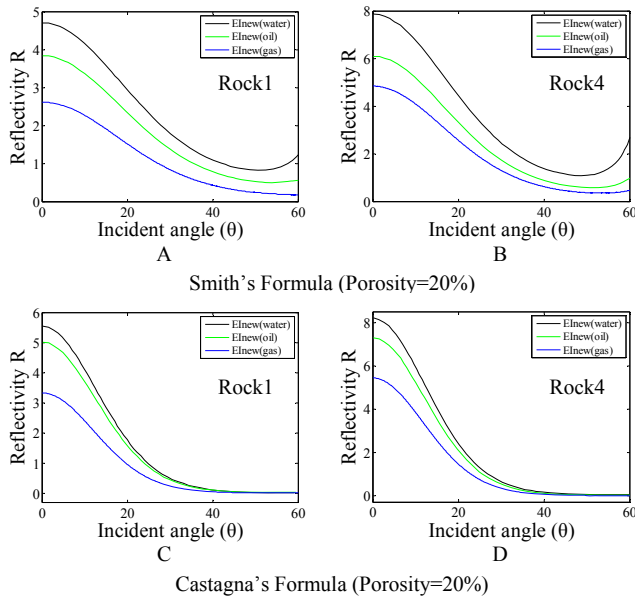 5
4
3
2
1
0
0
20
40
60
Reflectivity R
Incident angle (θ)
EInew(water)
EInew(oil)
EInew(gas)
Rock1
A
8
6
4
2
0
0
20
40
60
Reflectivity R
Incident angle (θ)
EInew(water)
EInew(oil)
EInew(gas)
Rock4
B
Smith's Formula (Porosity=20%)
6
5
4
3
2
1
0
0
20
40
60
Reflectivity R
Incident angle (θ)
EInew(water)
EInew(oil)
EInew(gas)
Rock1
C
8
6
4
2
0
0
20
40
60
Reflectivity R
Incident angle (θ)
EInew(water)
EInew(oil)
EInew(gas)
Rock4
D
Castagna's Formula (Porosity=20%)